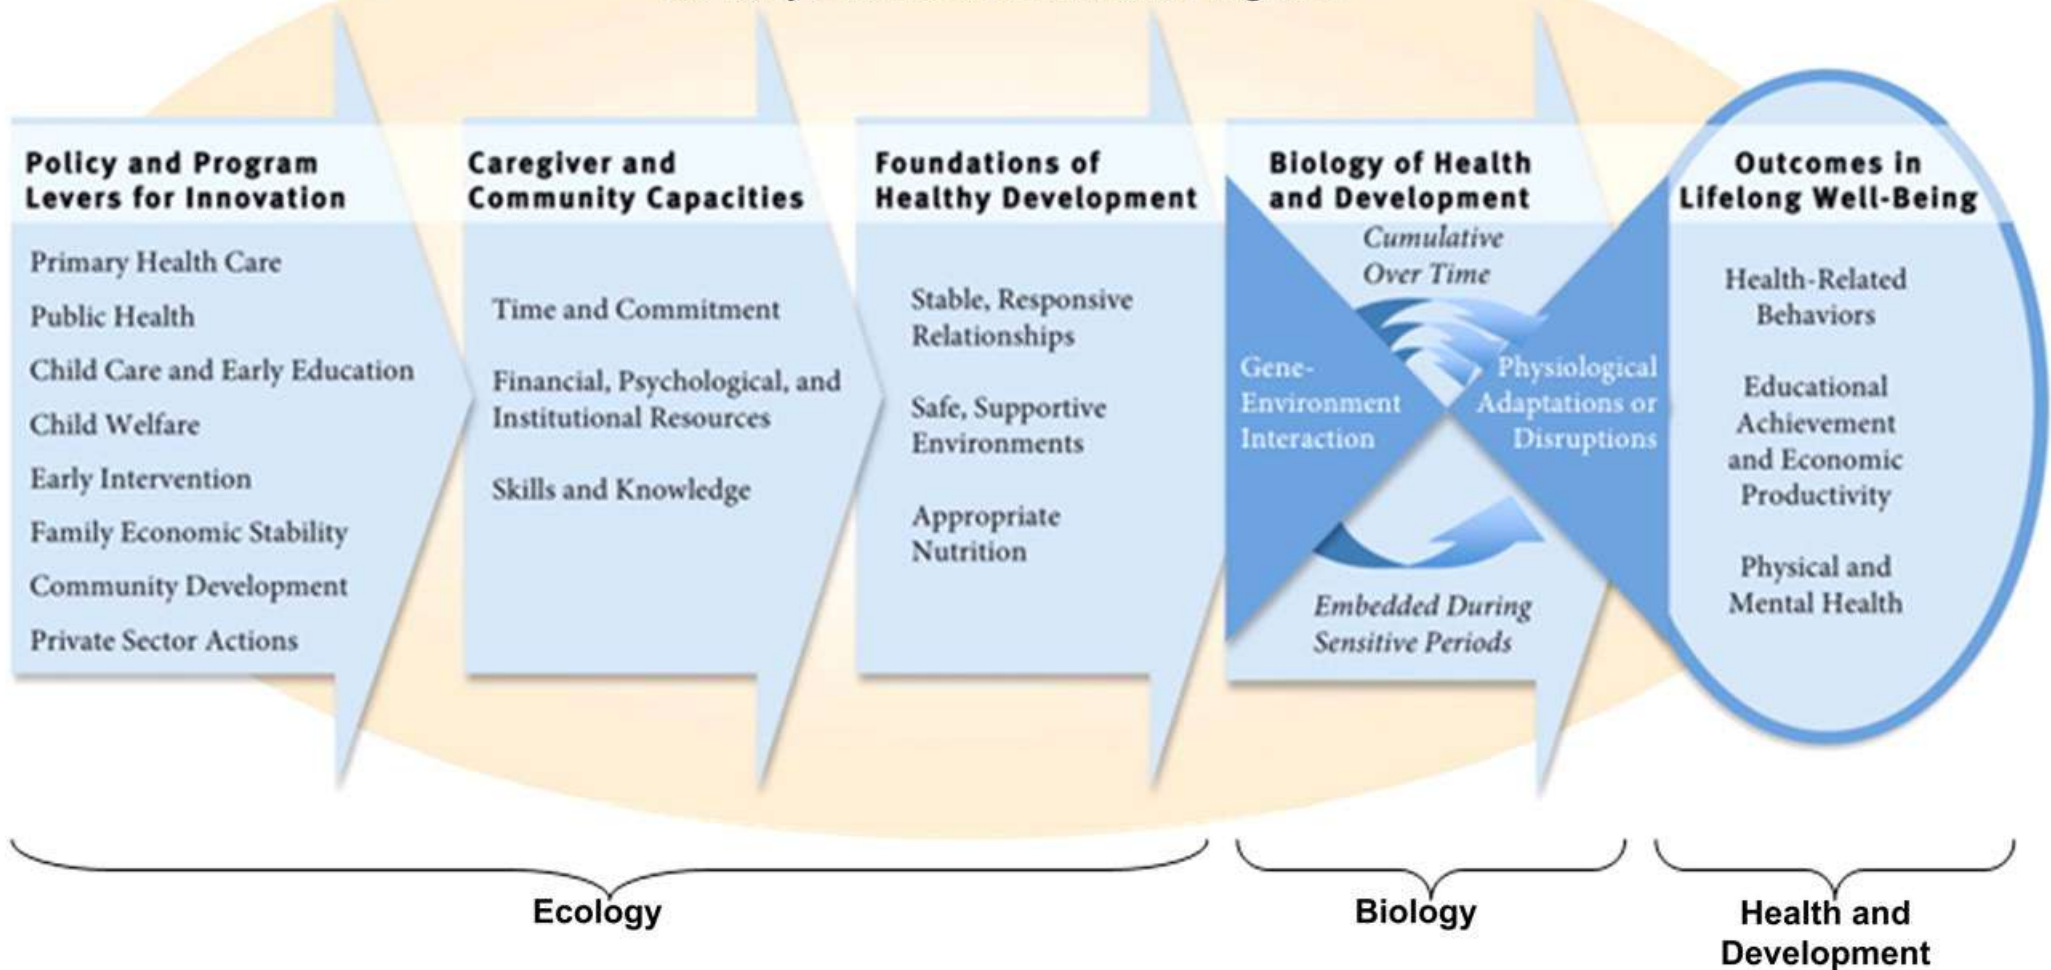 Policy and Program
Levers for Innovation
Primary Health Care
Public Health
Child Care and Early Education
Child Welfare
Early Intervention
Family Economic Stability
Community Development
Private Sector Actions
Caregiver and
Community Capacities
Time and Commitment
Financial, Psychological, and
Institutional Resources
Skills and Knowledge
Foundations of
Healthy Development
Stable, Responsive
Relationships
Safe, Supportive
Environments
Appropriate
Nutrition
Biology of Health
and Development
Cumulative
Over Time
Gene-
Environment
Interaction
Physiological
Adaptations or
Disruptions
Embedded During
Sensitive Periods
Outcomes in
Lifelong Well-Being
Health-Related
Behaviors
Educational
Achievement
and Economic
Productivity
Physical and
Mental Health
Ecology
Biology
Health and
Development